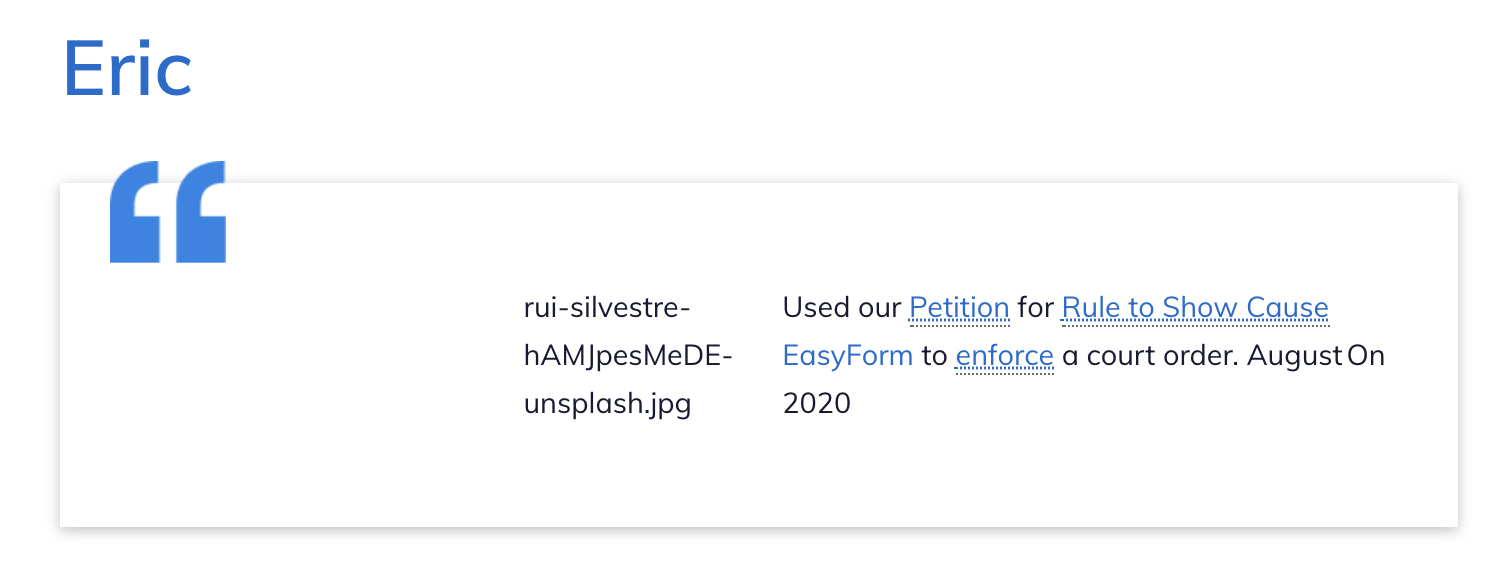 Eric
rui-silvestre-
hAMJpesMeDE-
unsplash.jpg
Used our Petition for Rule to Show Cause
EasyForm to enforce a court order. August On
2020